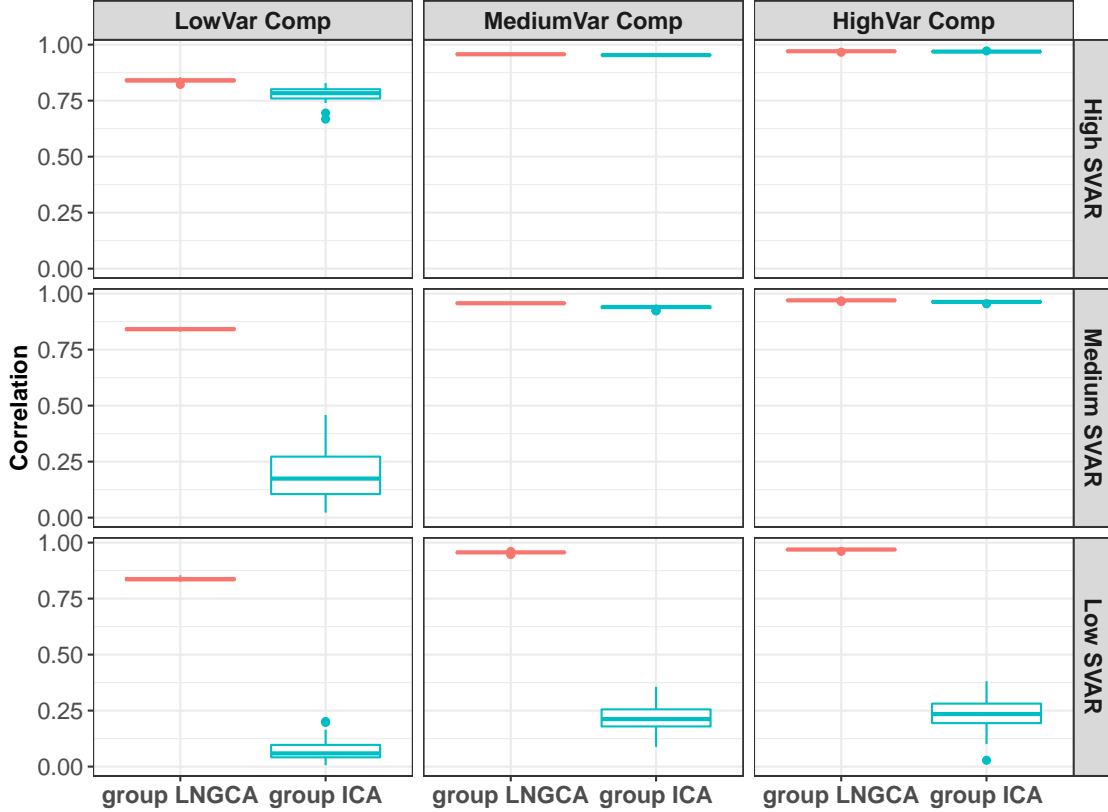 LowVar Comp MediumVar Comp HighVar Comp
1.00
0.75
0.50
0.25
0.00
High SVAR
1.00
0.75
0.50
0.25
0.00
Medium SVAR
Correlation
1.00
0.75
0.50
0.25
0.00
Low SVAR
group LNGCA group ICA group LNGCA group ICA group LNGCA group ICA